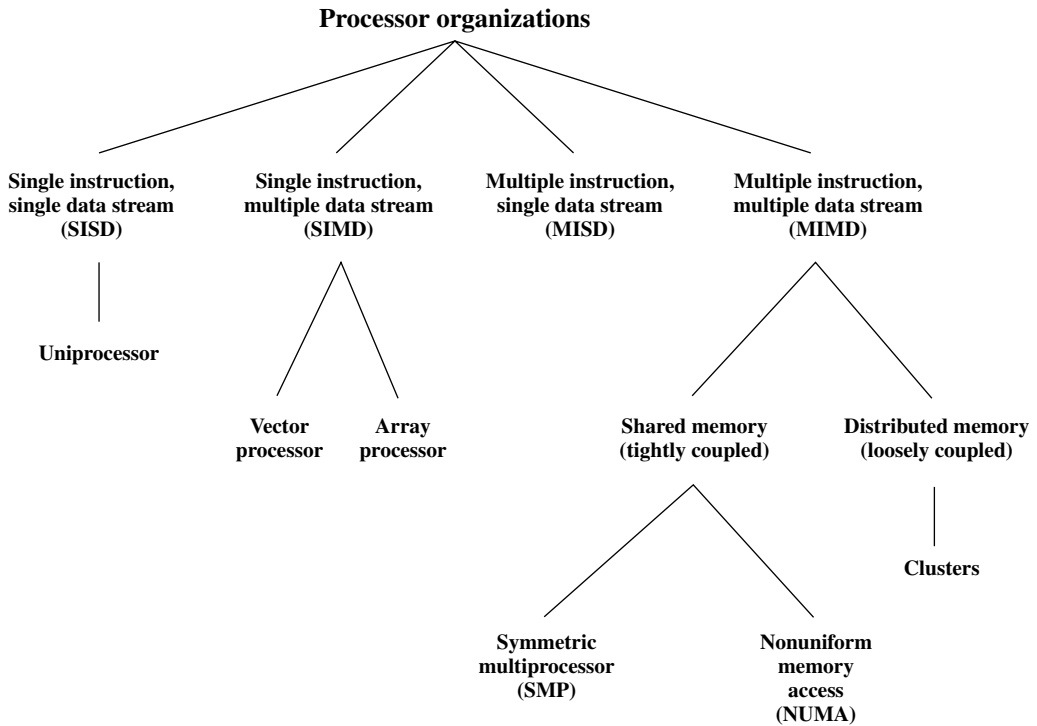 Processor organizations
Single instruction,
single data stream
(SISD)
Single instruction,
multiple data stream
(SIMD)
Multiple instruction,
single data stream
(MISD)
Multiple instruction,
multiple data stream
(MIMD)
Uniprocessor
Vector
processor
Array
processor
Shared memory
(tightly coupled)
Distributed memory
(loosely coupled)
Clusters
Symmetric
multiprocessor
(SMP)
Nonuniform
memory
access
(NUMA)